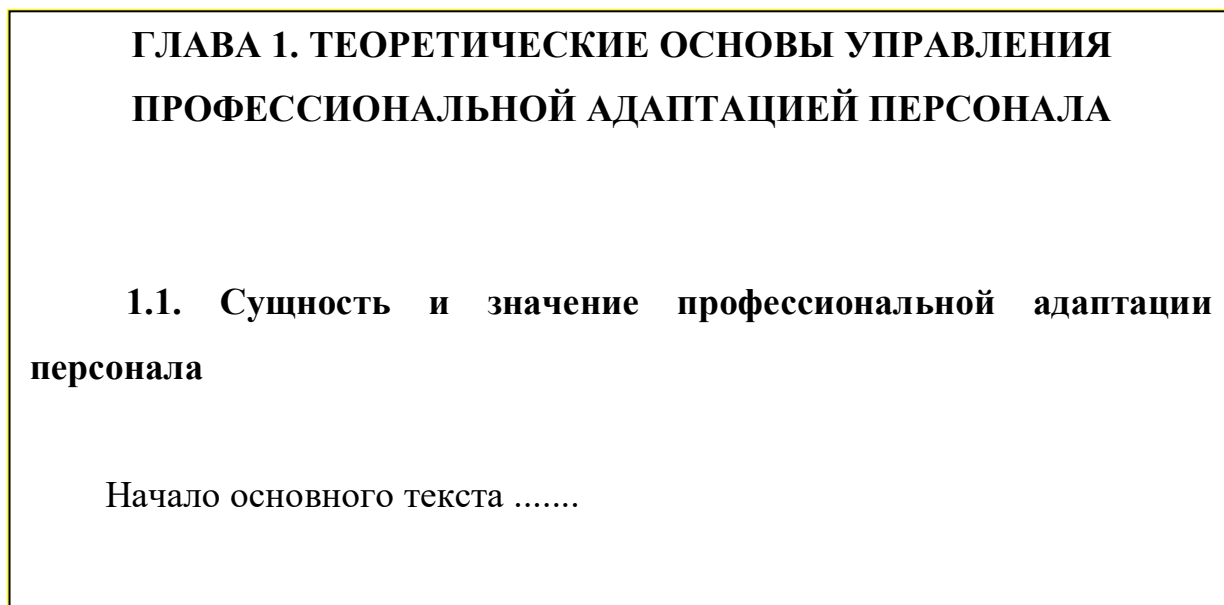 ГЛАВА 1. ТЕОРЕТИЧЕСКИЕ ОСНОВЫ УПРАВЛЕНИЯ
ПРОФЕССИОНАЛЬНОЙ АДАПТАЦИЕЙ ПЕРСОНАЛА
1.1. Сущность и значение профессиональной адаптации
персонала
Начало основного текста .......